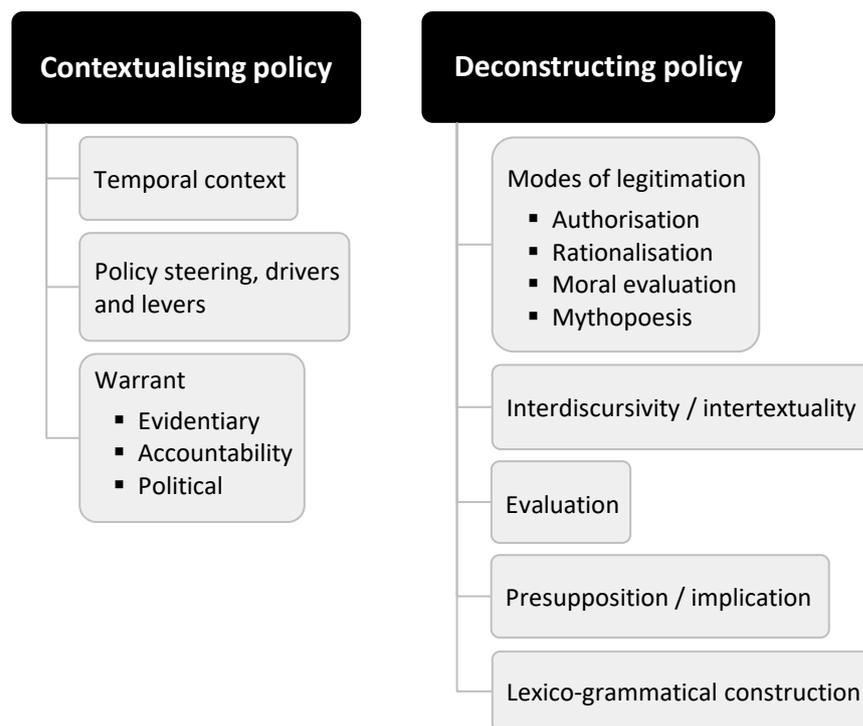 Contextualising policy
Temporal context
Policy steering, drivers
and levers
Warrant
▪ Evidentiary
▪ Accountability
▪ Political
Deconstructing policy
Modes of legitimation
▪ Authorisation
▪ Rationalisation
▪ Moral evaluation
▪ Mythopoesis
Interdiscursivity / intertextuality
Evaluation
Presupposition / implication
Lexico-grammatical construction